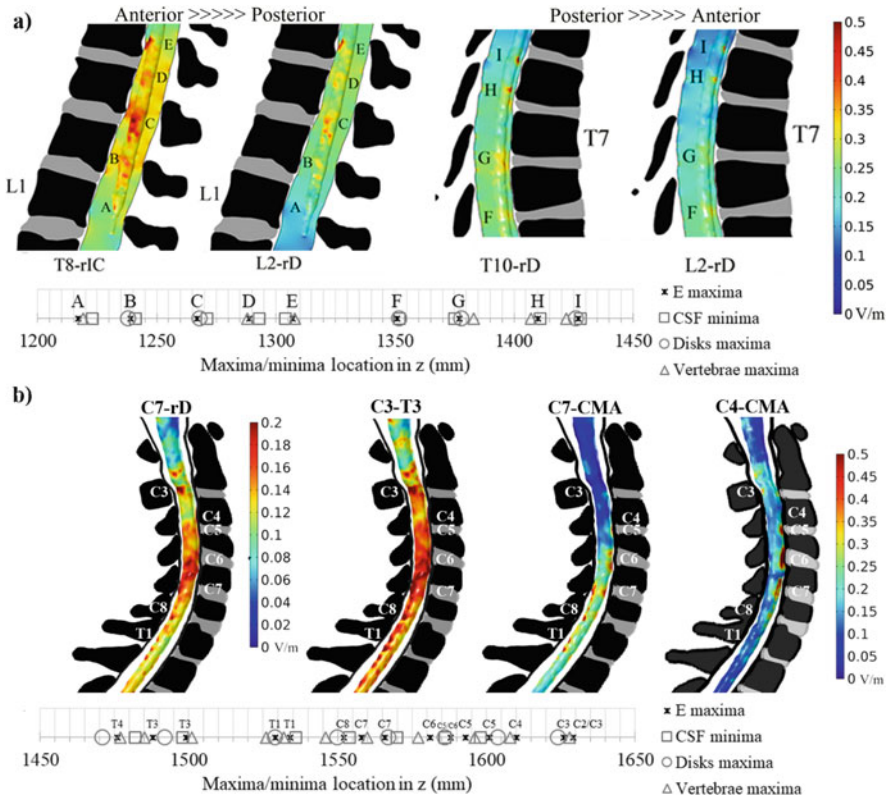 a)
Anterior >>>>> Posterior
Posterior >>>>> Anterior
E
D
C
B
A
L1
T8-rIC
E
D
C
B
A
L1
L2-rD
I
H
G
F
T7
T10-rD
I
H
G
F
T7
L2-rD
0.5
0.45
0.4
0.35
0.3
0.25
0.2
0.15
0.1
0.05
0 V/m
A B C D E F G H I
1200 1250 1300 1350 1400 1450
Maxima/minima location in z (mm)
E maxima
CSF minima
Disks maxima
Vertebrae maxima
b)
C7-rD
C3-T3
C7-CMA
C4-CMA
C3
C4
C5
C6
C7
C8
T1
0.2
0.18
0.16
0.14
0.12
0.1
0.08
0.06
0.04
0.02
0
V/m
C3
C4
C5
C6
C7
C8
T1
C3
C4
C5
C6
C7
C8
T1
C3
C4
C5
C6
C7
C8
T1
0.5
0.45
0.4
0.35
0.3
0.25
0.2
0.15
0.1
0.05
0
V/m
T4 T3 T3 T1 T1 C8 C7 C7 C6 C5 C6 C5 C5 C4 C3 C2/C3
1450 1500 1550 1600 1650
Maxima/minima location in z (mm)
E maxima
CSF minima
Disks maxima
Vertebrae maxima